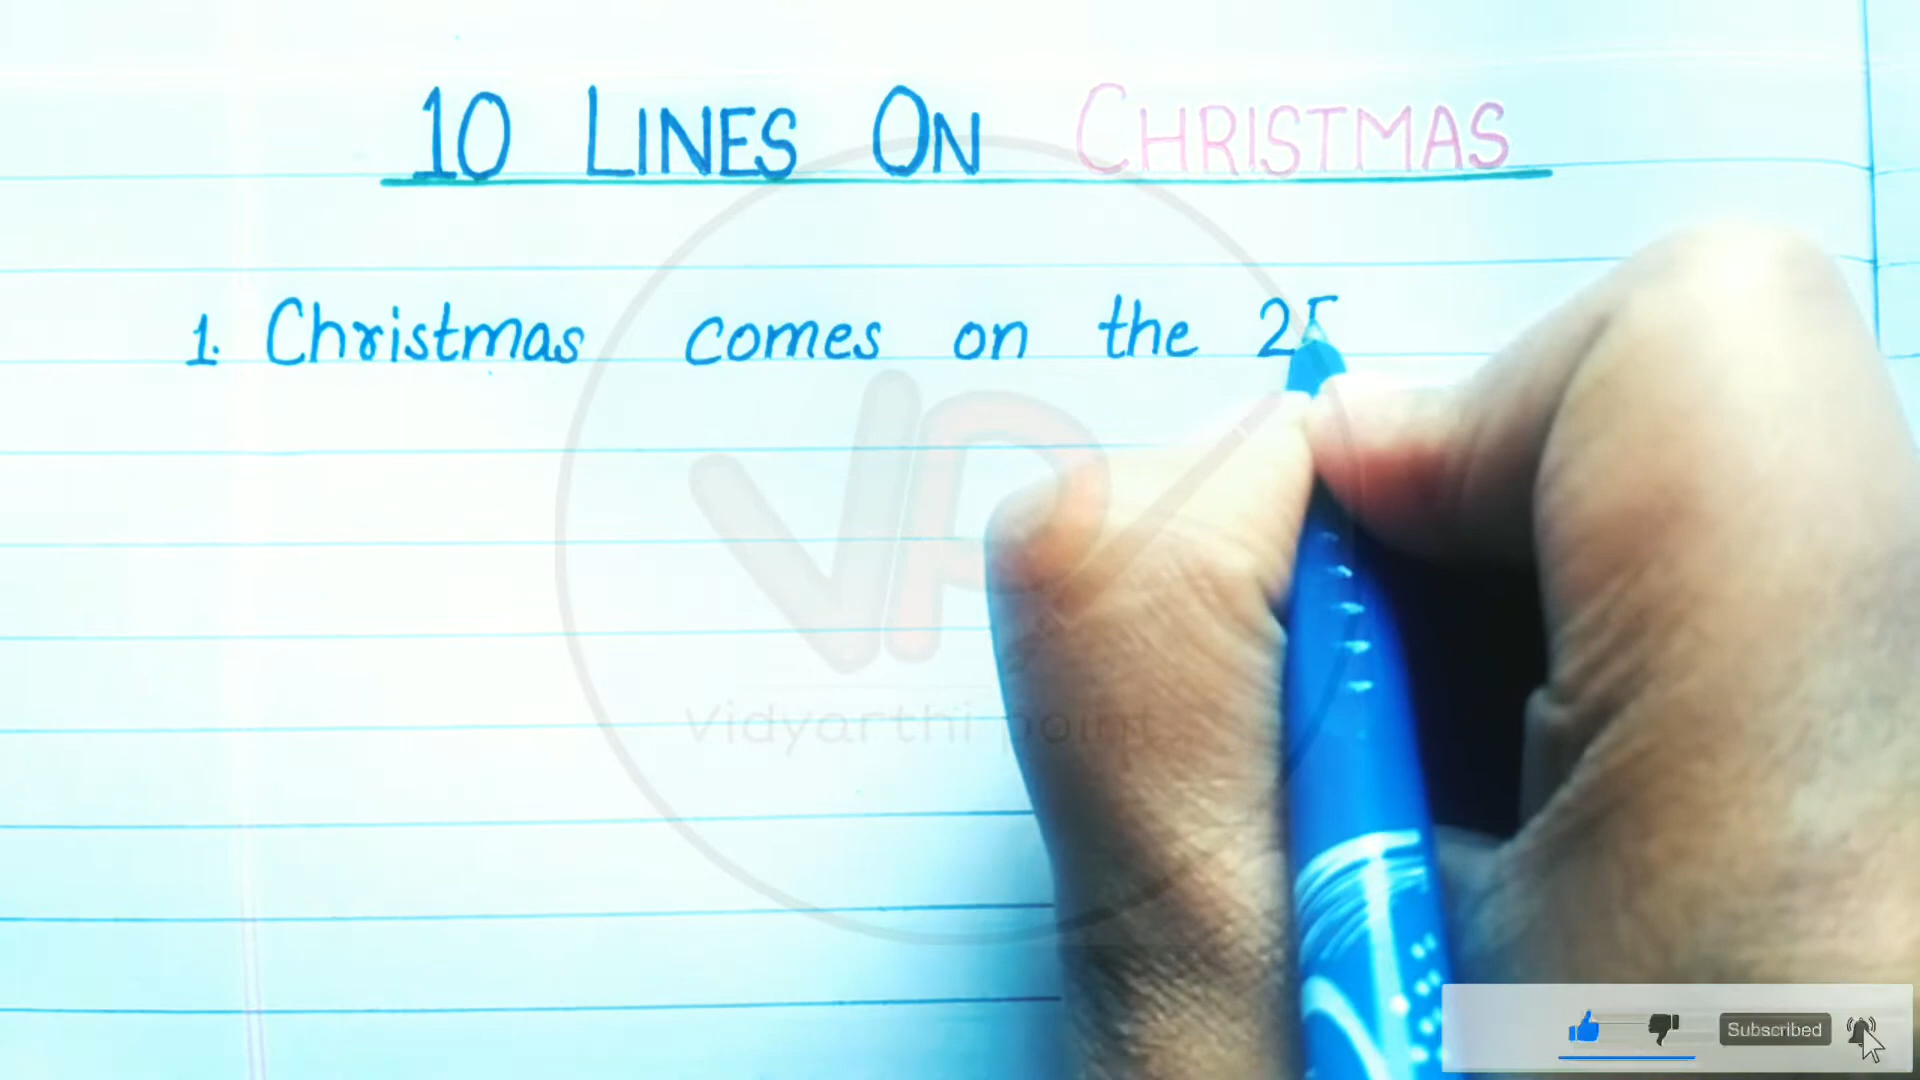 10 LINES ON CHRISTMAS
1. Christmas comes on the 25
Vidyarthi point
Subscribed